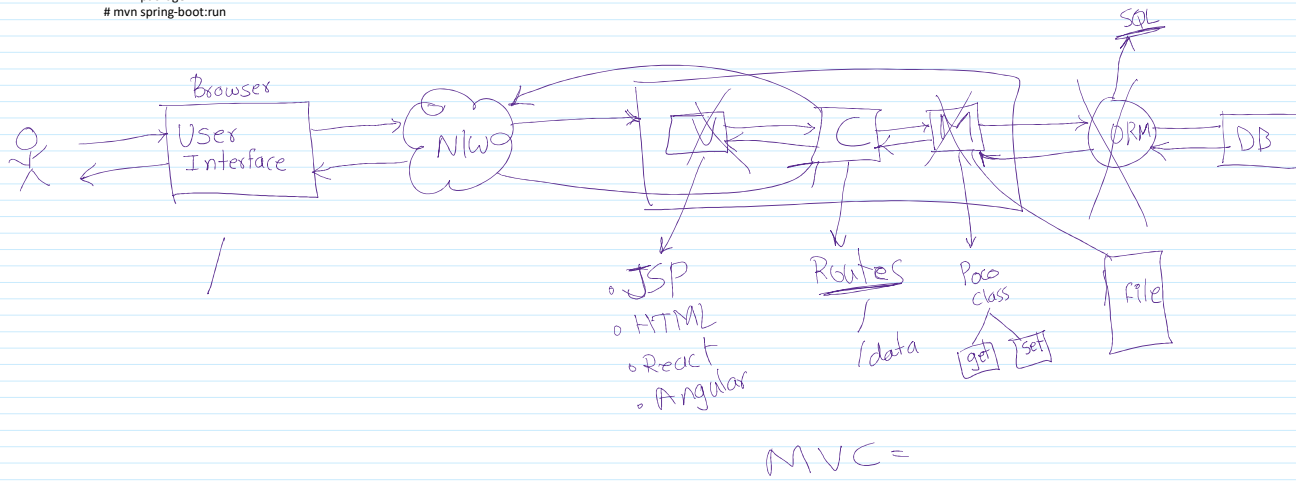 # mvn spring-boot:run
SQL
Browser
User
Interface
N/W
V
C
M
ORM
DB
JSP
HTML
React
Angular
Routes
/data
Poco
class
get
set
file
MVC =